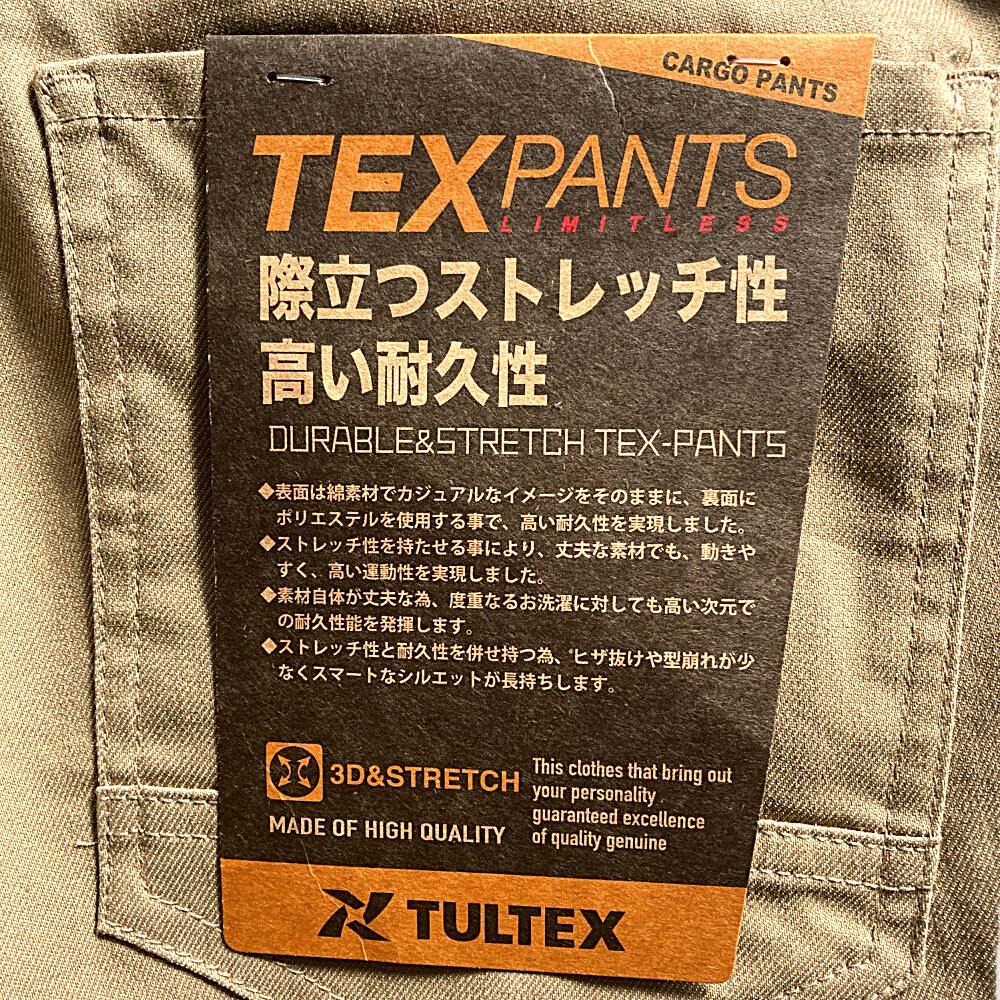 CARGO PANTS
TEXPANTS
LIMITLESS
際立つストレッチ性
高い耐久性
DURABLE&STRETCH TEX-PANTS
◆表面は綿素材でカジュアルなイメージをそのままに、裏面に
ポリエステルを使用する事で、高い耐久性を実現しました。
◆ストレッチ性を持たせる事により、丈夫な素材でも、動きや
すく、高い運動性を実現しました。
◆素材自体が丈夫な為、度重なるお洗濯に対しても高い次元で
の耐久性能を発揮します。
◆ストレッチ性と耐久性を併せ持つ為、ヒザ抜けや型崩れが少
なくスマートなシルエットが長持ちします。
3D&STRETCH
MADE OF HIGH QUALITY
This clothes that bring out
your personality
guaranteed excellence
of quality genuine
TULTEX